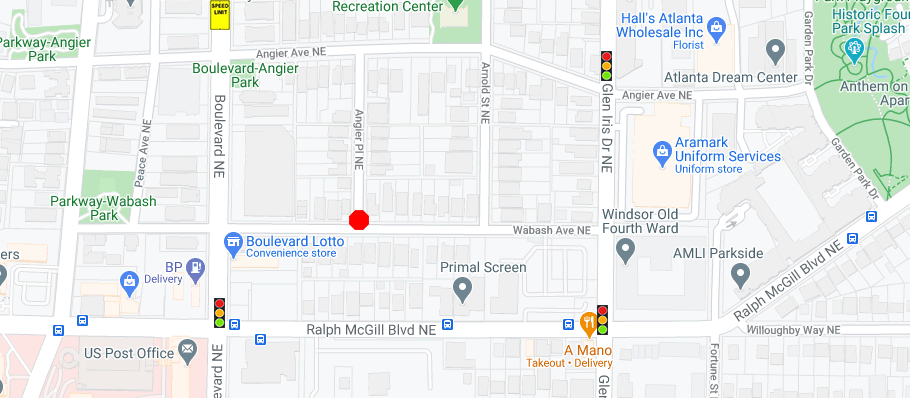 SPEED
LIMIT
Recreation Center
Parkway-Angier
Park
Angier Ave NE
Boulevard-Angier
Park
Hall's Atlanta
Wholesale Inc
Florist
Atlanta Dream Center
Historic Four
Park Splash
Garden Park Dr
Anthem on
Apar
Angier Ave NE
Glen Iris Dr NE
Arnold St NE
Angier Pl NE
Boulevard NE
Peace Ave NE
Aramark
Uniform Services
Uniform store
Garden Park Dr
Parkway-Wabash
Park
Wabash Ave NE
Windsor Old
Fourth Ward
Boulevard Lotto
Convenience store
ers
BP
Delivery
Primal Screen
AMLI Parkside
Ralph McGill Blvd NE
Ralph McGill Blvd NE
Willoughby Way NE
US Post Office
A Mano
Takeout • Delivery
Fortune St
Glen